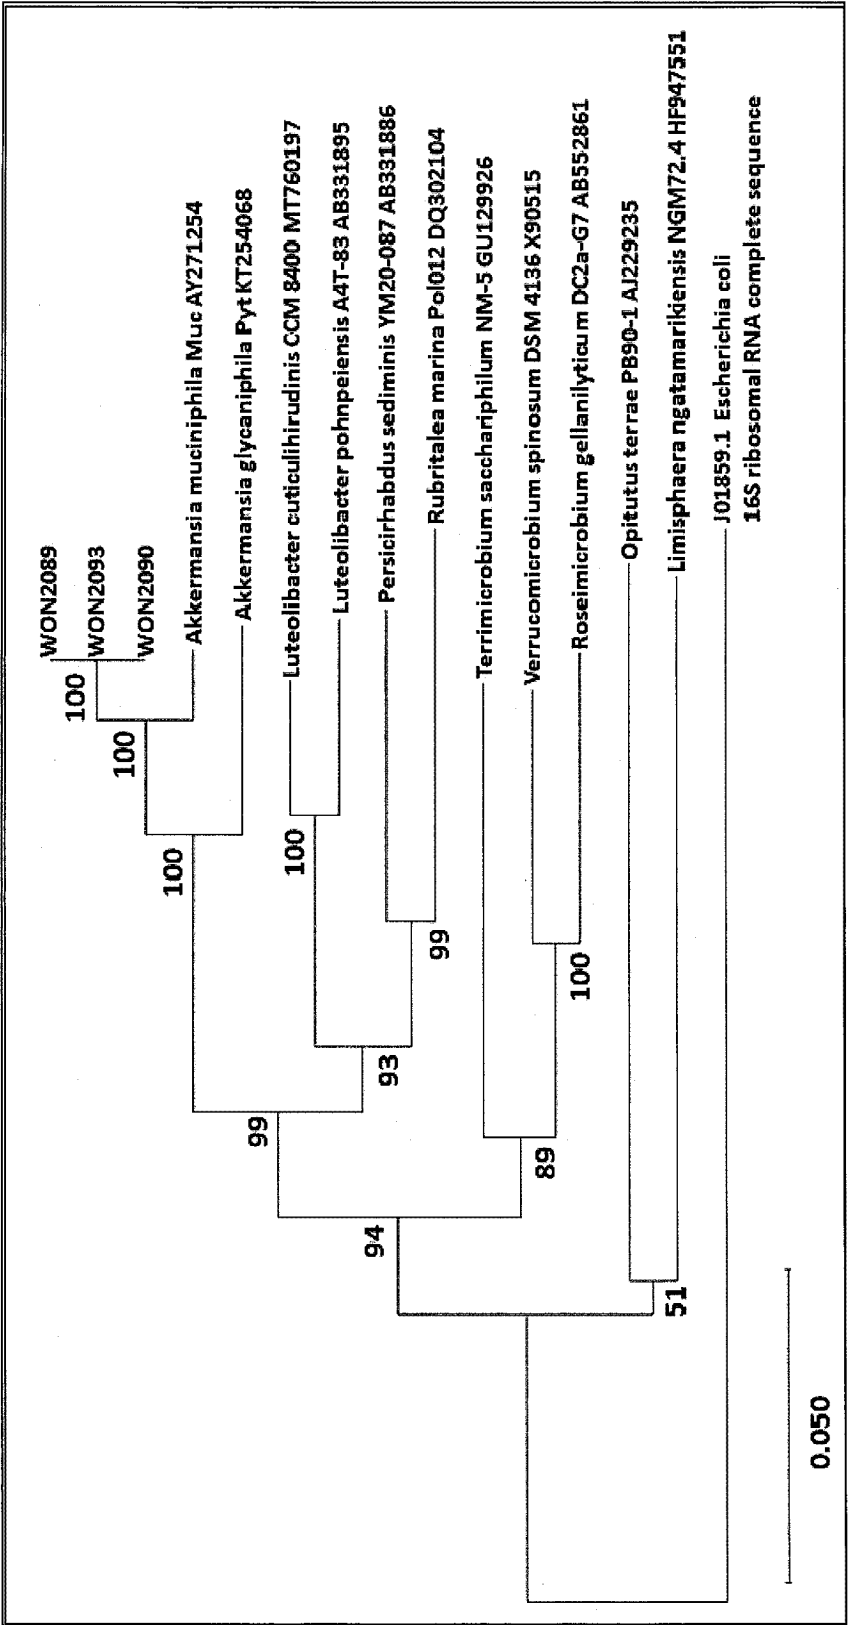 WON2089
WON2093
WON2090
Akkermansia muciniphila Muc AY271254
Akkermansia glycaniphila Pyt KT254068
Luteolibacter cuticulihirudinis CCM 8400 MT760197
Luteolibacter pohnpeiensis A4T-83 AB331895
Persicirhabdus sediminis YM20-087 AB331886
Rubritalea marina Pol012 DQ302104
Terrimicrobium sacchariphilum NM-5 GU129926
Verrucomicrobium spinosum DSM 4136 X90515
Roseimicrobium gellanilyticum DC2a-G7 AB552861
Opitutus terrae PB90-1 AJ229235
Limisphaera ngatamarikiensis NGM72.4 HF947551
J01859.1 Escherichia coli
16S ribosomal RNA complete sequence
100
100
100
100
99
93
99
100
89
94
51
0.050